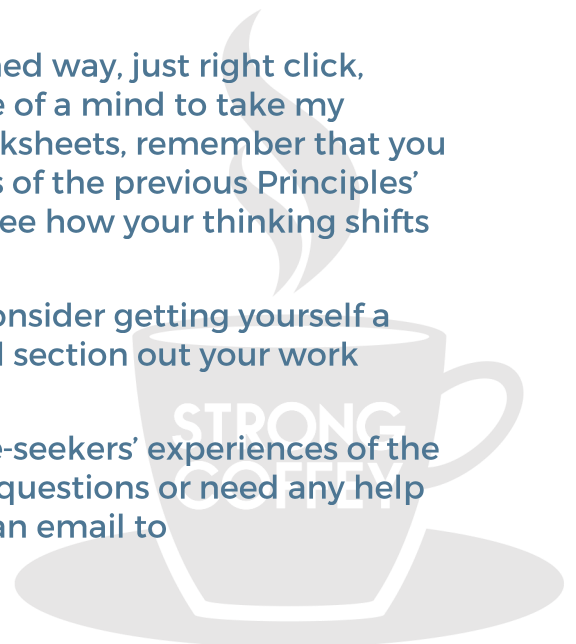 ned way, just right click,
e of a mind to take my
ksheets, remember that you
s of the previous Principles’
ee how your thinking shifts
onsider getting yourself a
section out your work
STRONG
e-seekers’ experiences of the
COFFEY
questions or need any help
an email to